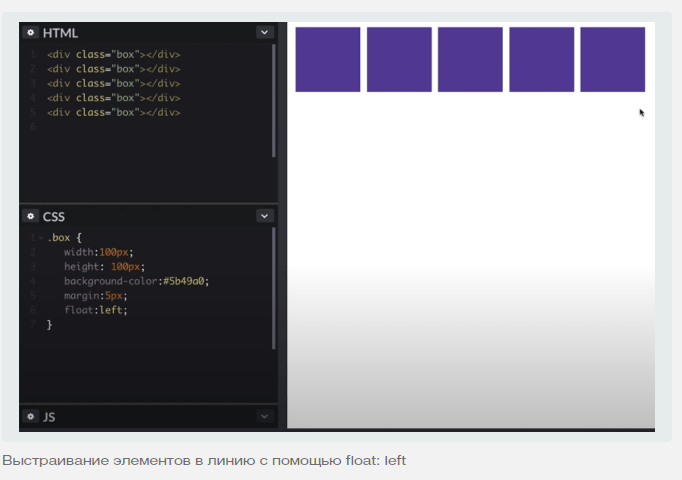 HTML
1 <div class="box"></div>
2 <div class="box"></div>
3 <div class="box"></div>
4 <div class="box"></div>
5 <div class="box"></div>
6
CSS
1 .box {
2 width:100px;
3 height: 100px;
4 background-color:#5b49a0;
5 margin:5px;
6 float:left;
7 }
JS
Выстраивание элементов в линию с помощью float: left